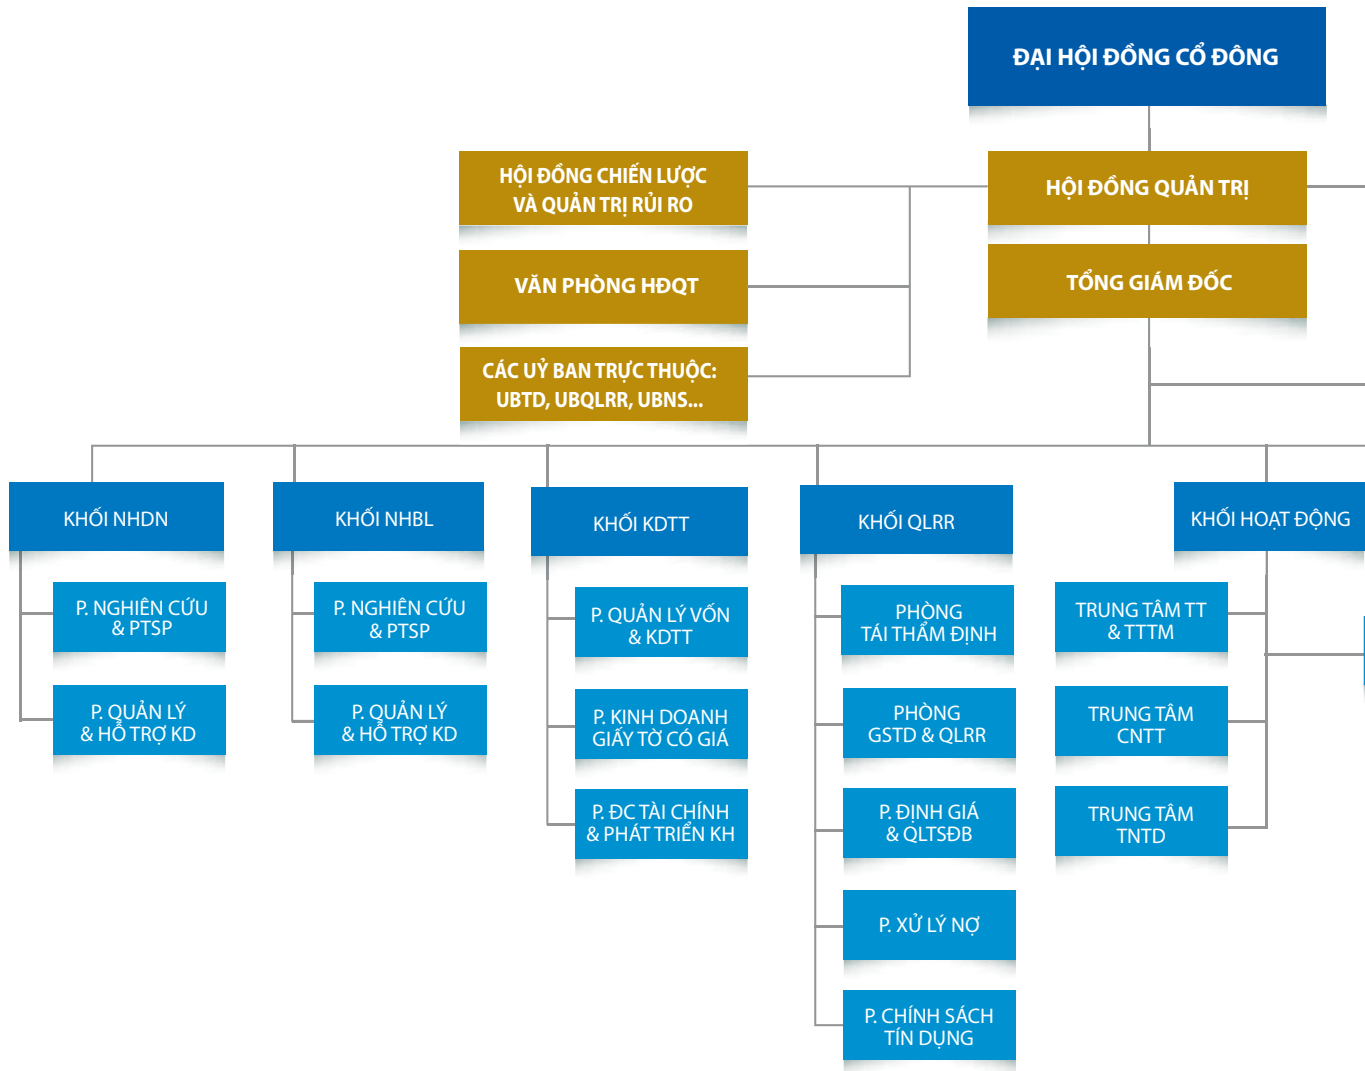 ĐẠI HỘI ĐỒNG CỔ ĐÔNG
HỘI ĐỒNG CHIẾN LƯỢC
VÀ QUẢN TRỊ RỦI RO
HỘI ĐỒNG QUẢN TRỊ
VĂN PHÒNG HĐQT
TỔNG GIÁM ĐỐC
CÁC UỶ BAN TRỰC THUỘC:
UBTD, UBQLRR, UBNS...
KHỐI NHDN
P. NGHIÊN CỨU
& PTSP
P. QUẢN LÝ
& HỖ TRỢ KD
KHỐI NHBL
P. NGHIÊN CỨU
& PTSP
P. QUẢN LÝ
& HỖ TRỢ KD
KHỐI KDTT
P. QUẢN LÝ VỐN
& KDTT
P. KINH DOANH
GIẤY TỜ CÓ GIÁ
P. ĐC TÀI CHÍNH
& PHÁT TRIỂN KH
KHỐI QLRR
PHÒNG
TÁI THẨM ĐỊNH
PHÒNG
GSTD & QLRR
P. ĐỊNH GIÁ
& QLTSĐB
P. XỬ LÝ NỢ
P. CHÍNH SÁCH
TÍN DỤNG
KHỐI HOẠT ĐỘNG
TRUNG TÂM TT
& TTTM
TRUNG TÂM
CNTT
TRUNG TÂM
TNTD